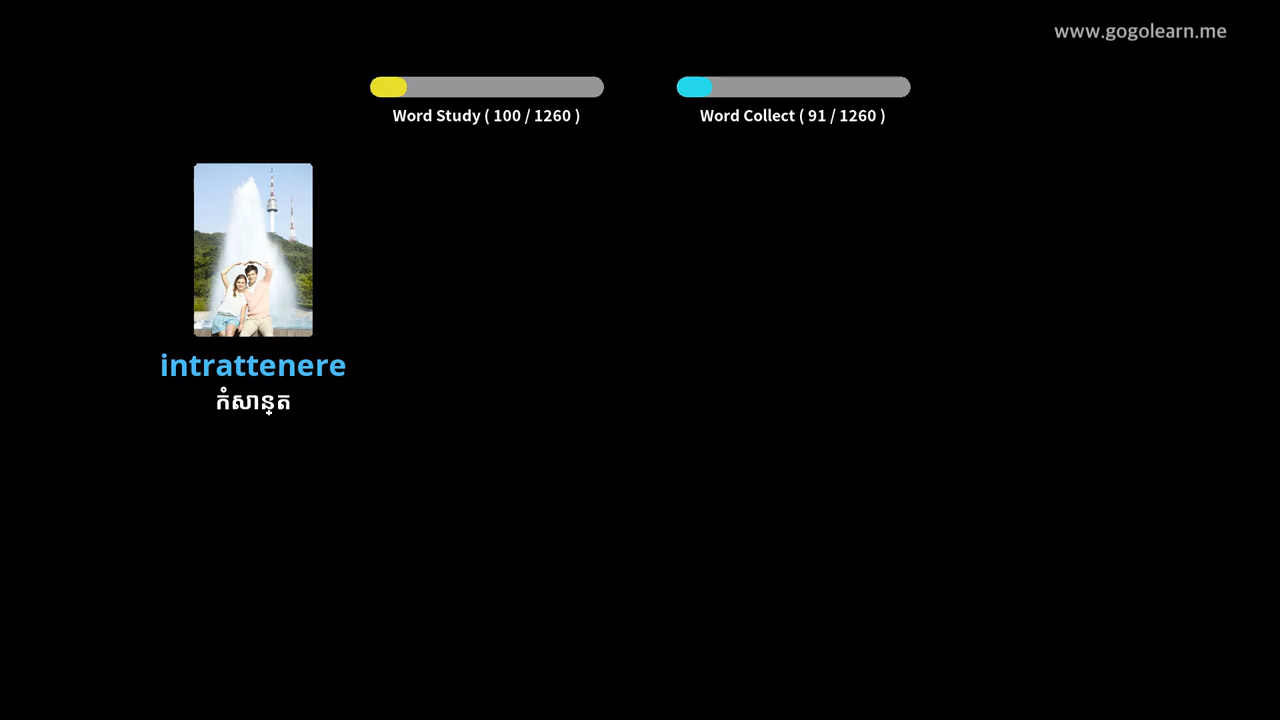 www.gogolearn.me
Word Study ( 100 / 1260 )
Word Collect ( 91 / 1260 )
intrattenere
កំសាន្ត